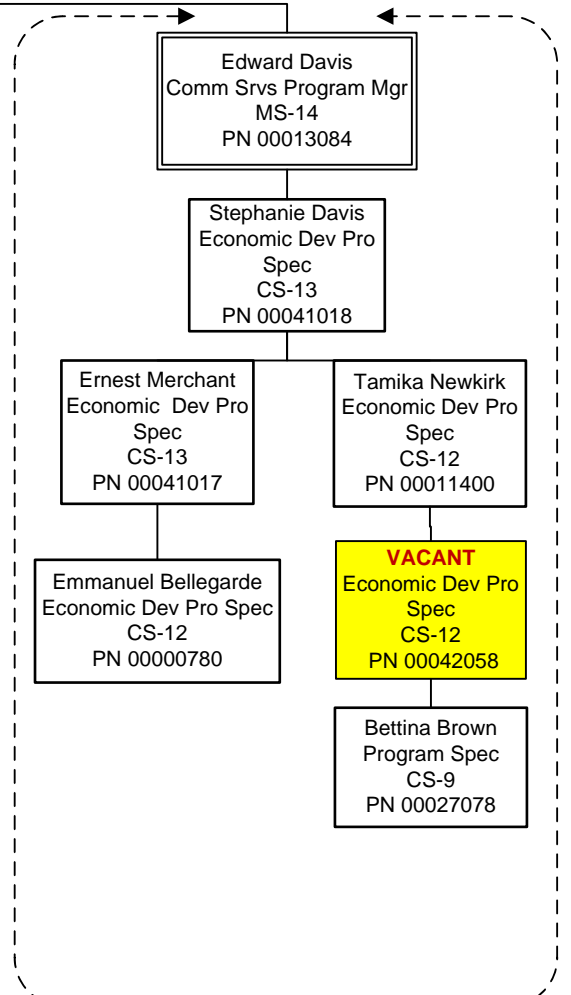 Edward Davis
Comm Srvs Program Mgr
MS-14
PN 00013084
Stephanie Davis
Economic Dev Pro
Spec
CS-13
PN 00041018
Ernest Merchant
Economic Dev Pro
Spec
CS-13
PN 00041017
Tamika Newkirk
Economic Dev Pro
Spec
CS-12
PN 00011400
Emmanuel Bellegarde
Economic Dev Pro Spec
CS-12
PN 00000780
VACANT
Economic Dev Pro
Spec
CS-12
PN 00042058
Bettina Brown
Program Spec
CS-9
PN 00027078